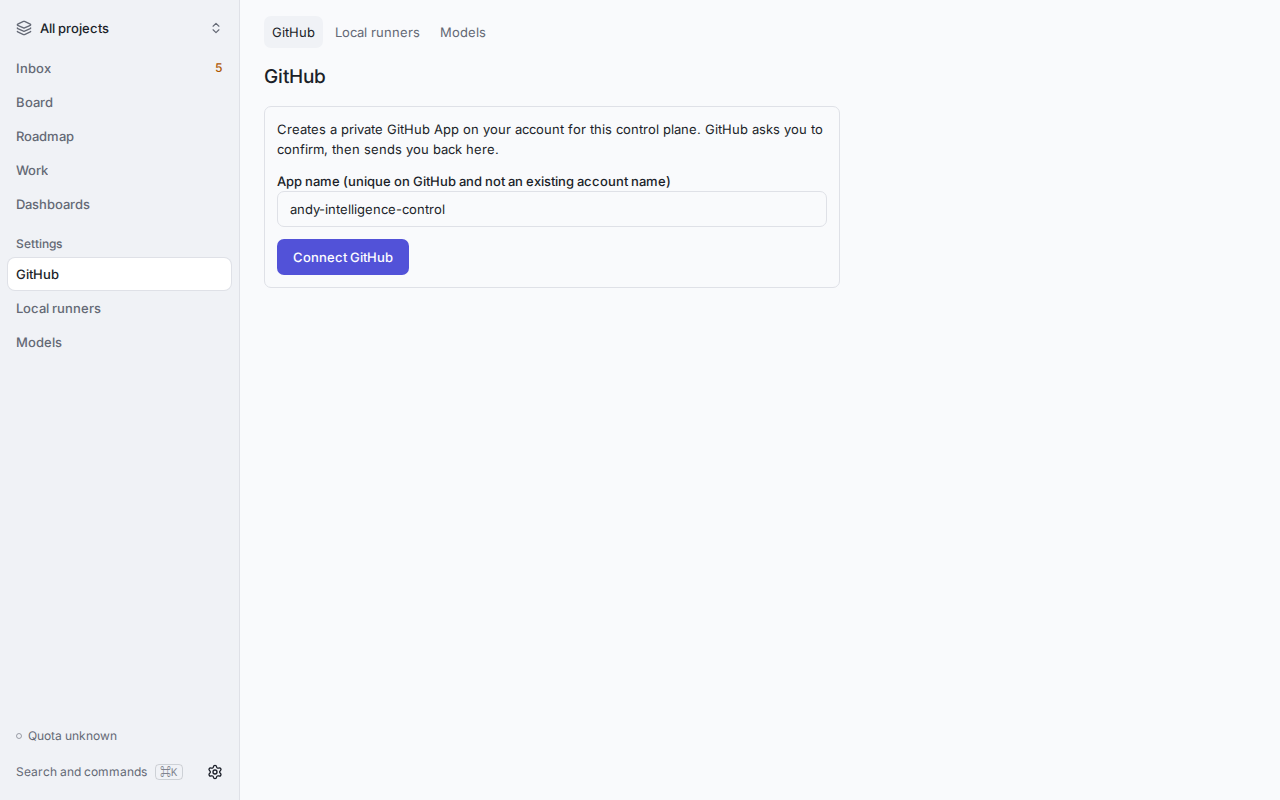 All projects
Inbox 5
Board
Roadmap
Work
Dashboards
Settings
GitHub
Local runners
Models
Quota unknown
Search and commands ⌘K
GitHub Local runners Models
GitHub
Creates a private GitHub App on your account for this control plane. GitHub asks you to
confirm, then sends you back here.
App name (unique on GitHub and not an existing account name)
andy-intelligence-control
Connect GitHub